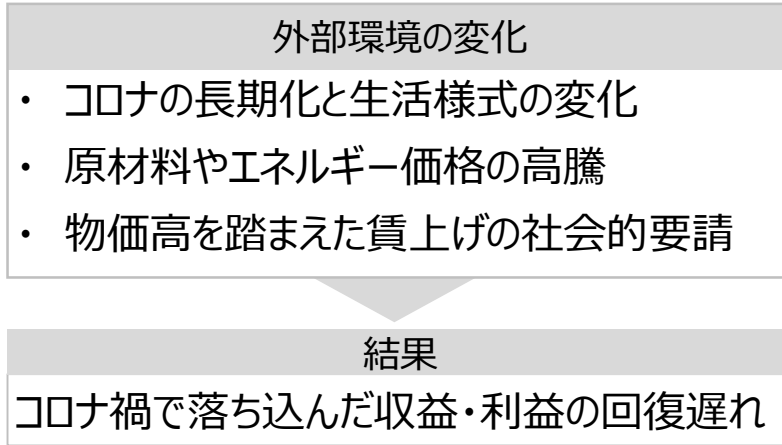 外部環境の変化
・ コロナの長期化と生活様式の変化
・ 原材料やエネルギー価格の高騰
・ 物価高を踏まえた賃上げの社会的要請
結果
コロナ禍で落ち込んだ収益・利益の回復遅れ